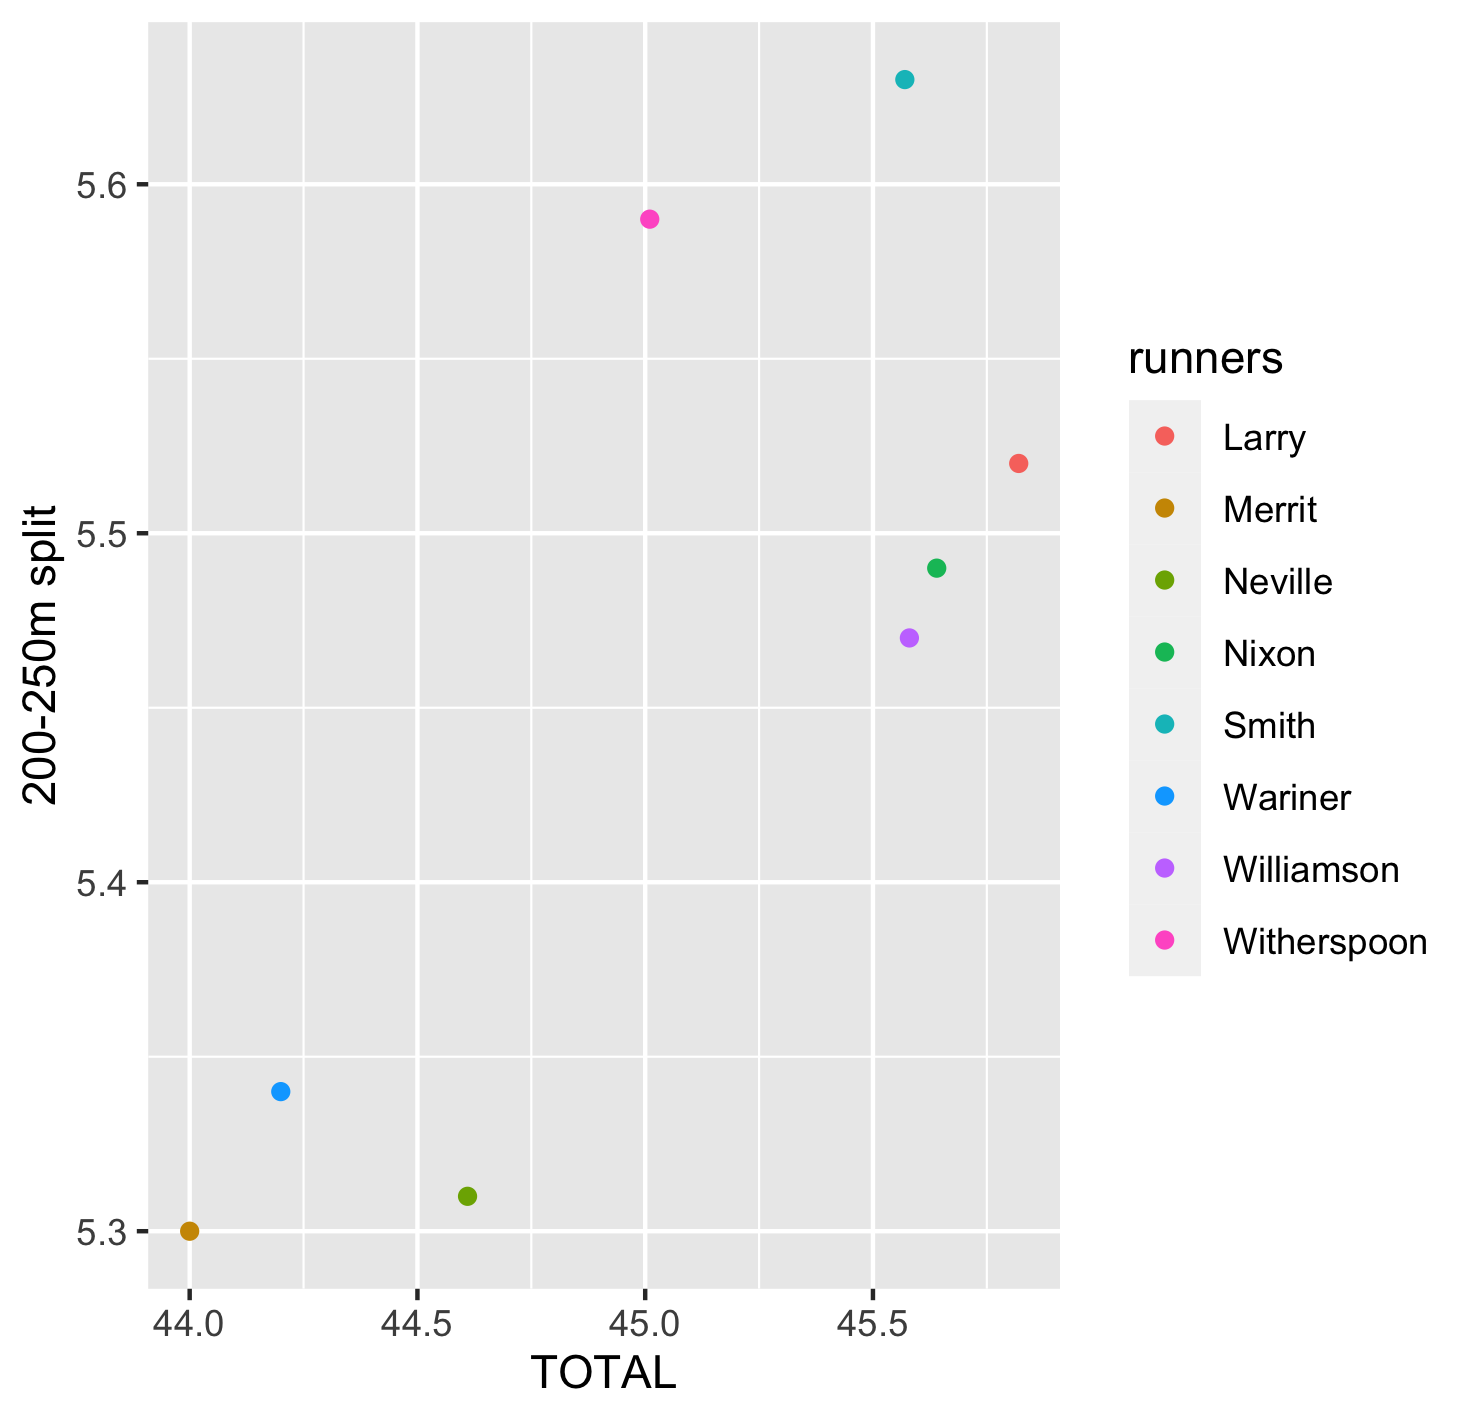 5.6
5.5
5.4
5.3
200-250m split
44.0 44.5 45.0 45.5
TOTAL
runners
Larry
Merrit
Neville
Nixon
Smith
Wariner
Williamson
Witherspoon